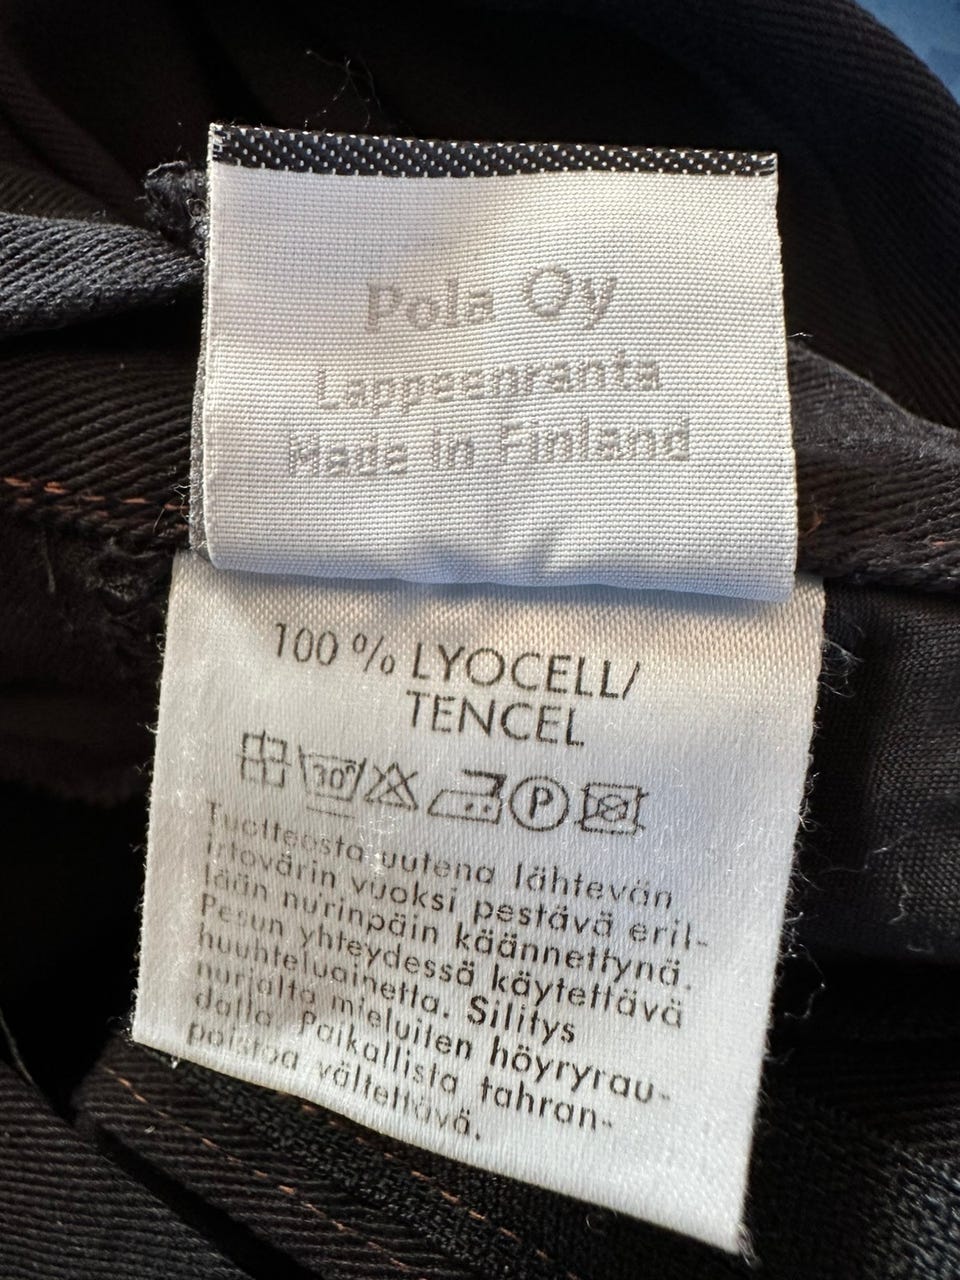 Pola Oy
Lappeenranta
Made in Finland
100 % LYOCELL/
TENCEL
30°
P
Tuotteesta uutena lähtevän
irtovärin vuoksi pestävä eril-
lään nurinpäin käännettynä.
Pesun yhteydessä käytettävä
huuhteluainetta. Silitys
nurjalta mieluiten höyryrau-
dalla. Paikallista tahran-
poistoa vältettävä.